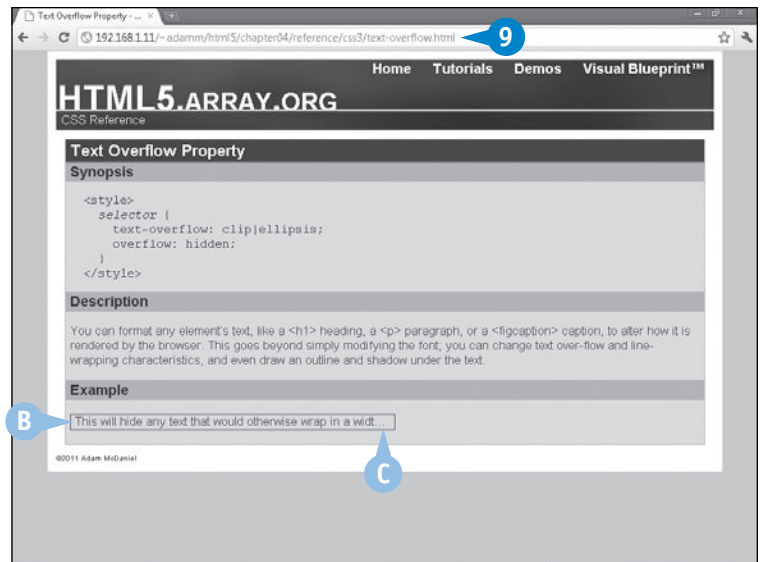 Text Overflow Property - ...
192.168.1.11/~adamm/html5/chapter04/reference/css3/text-overflow.html
9
Home Tutorials Demos Visual Blueprint™
HTML5.ARRAY.ORG
CSS Reference
Text Overflow Property
Synopsis
<style>
selector {
text-overflow: clip|ellipsis;
overflow: hidden;
}
</style>
Description
You can format any element's text, like a <h1> heading, a <p> paragraph, or a <figcaption> caption, to alter how it is
rendered by the browser. This goes beyond simply modifying the font; you can change text over-flow and line-
wrapping characteristics, and even draw an outline and shadow under the text.
Example
B
This will hide any text that would otherwise wrap in a widt...
C
©2011 Adam McDaniel